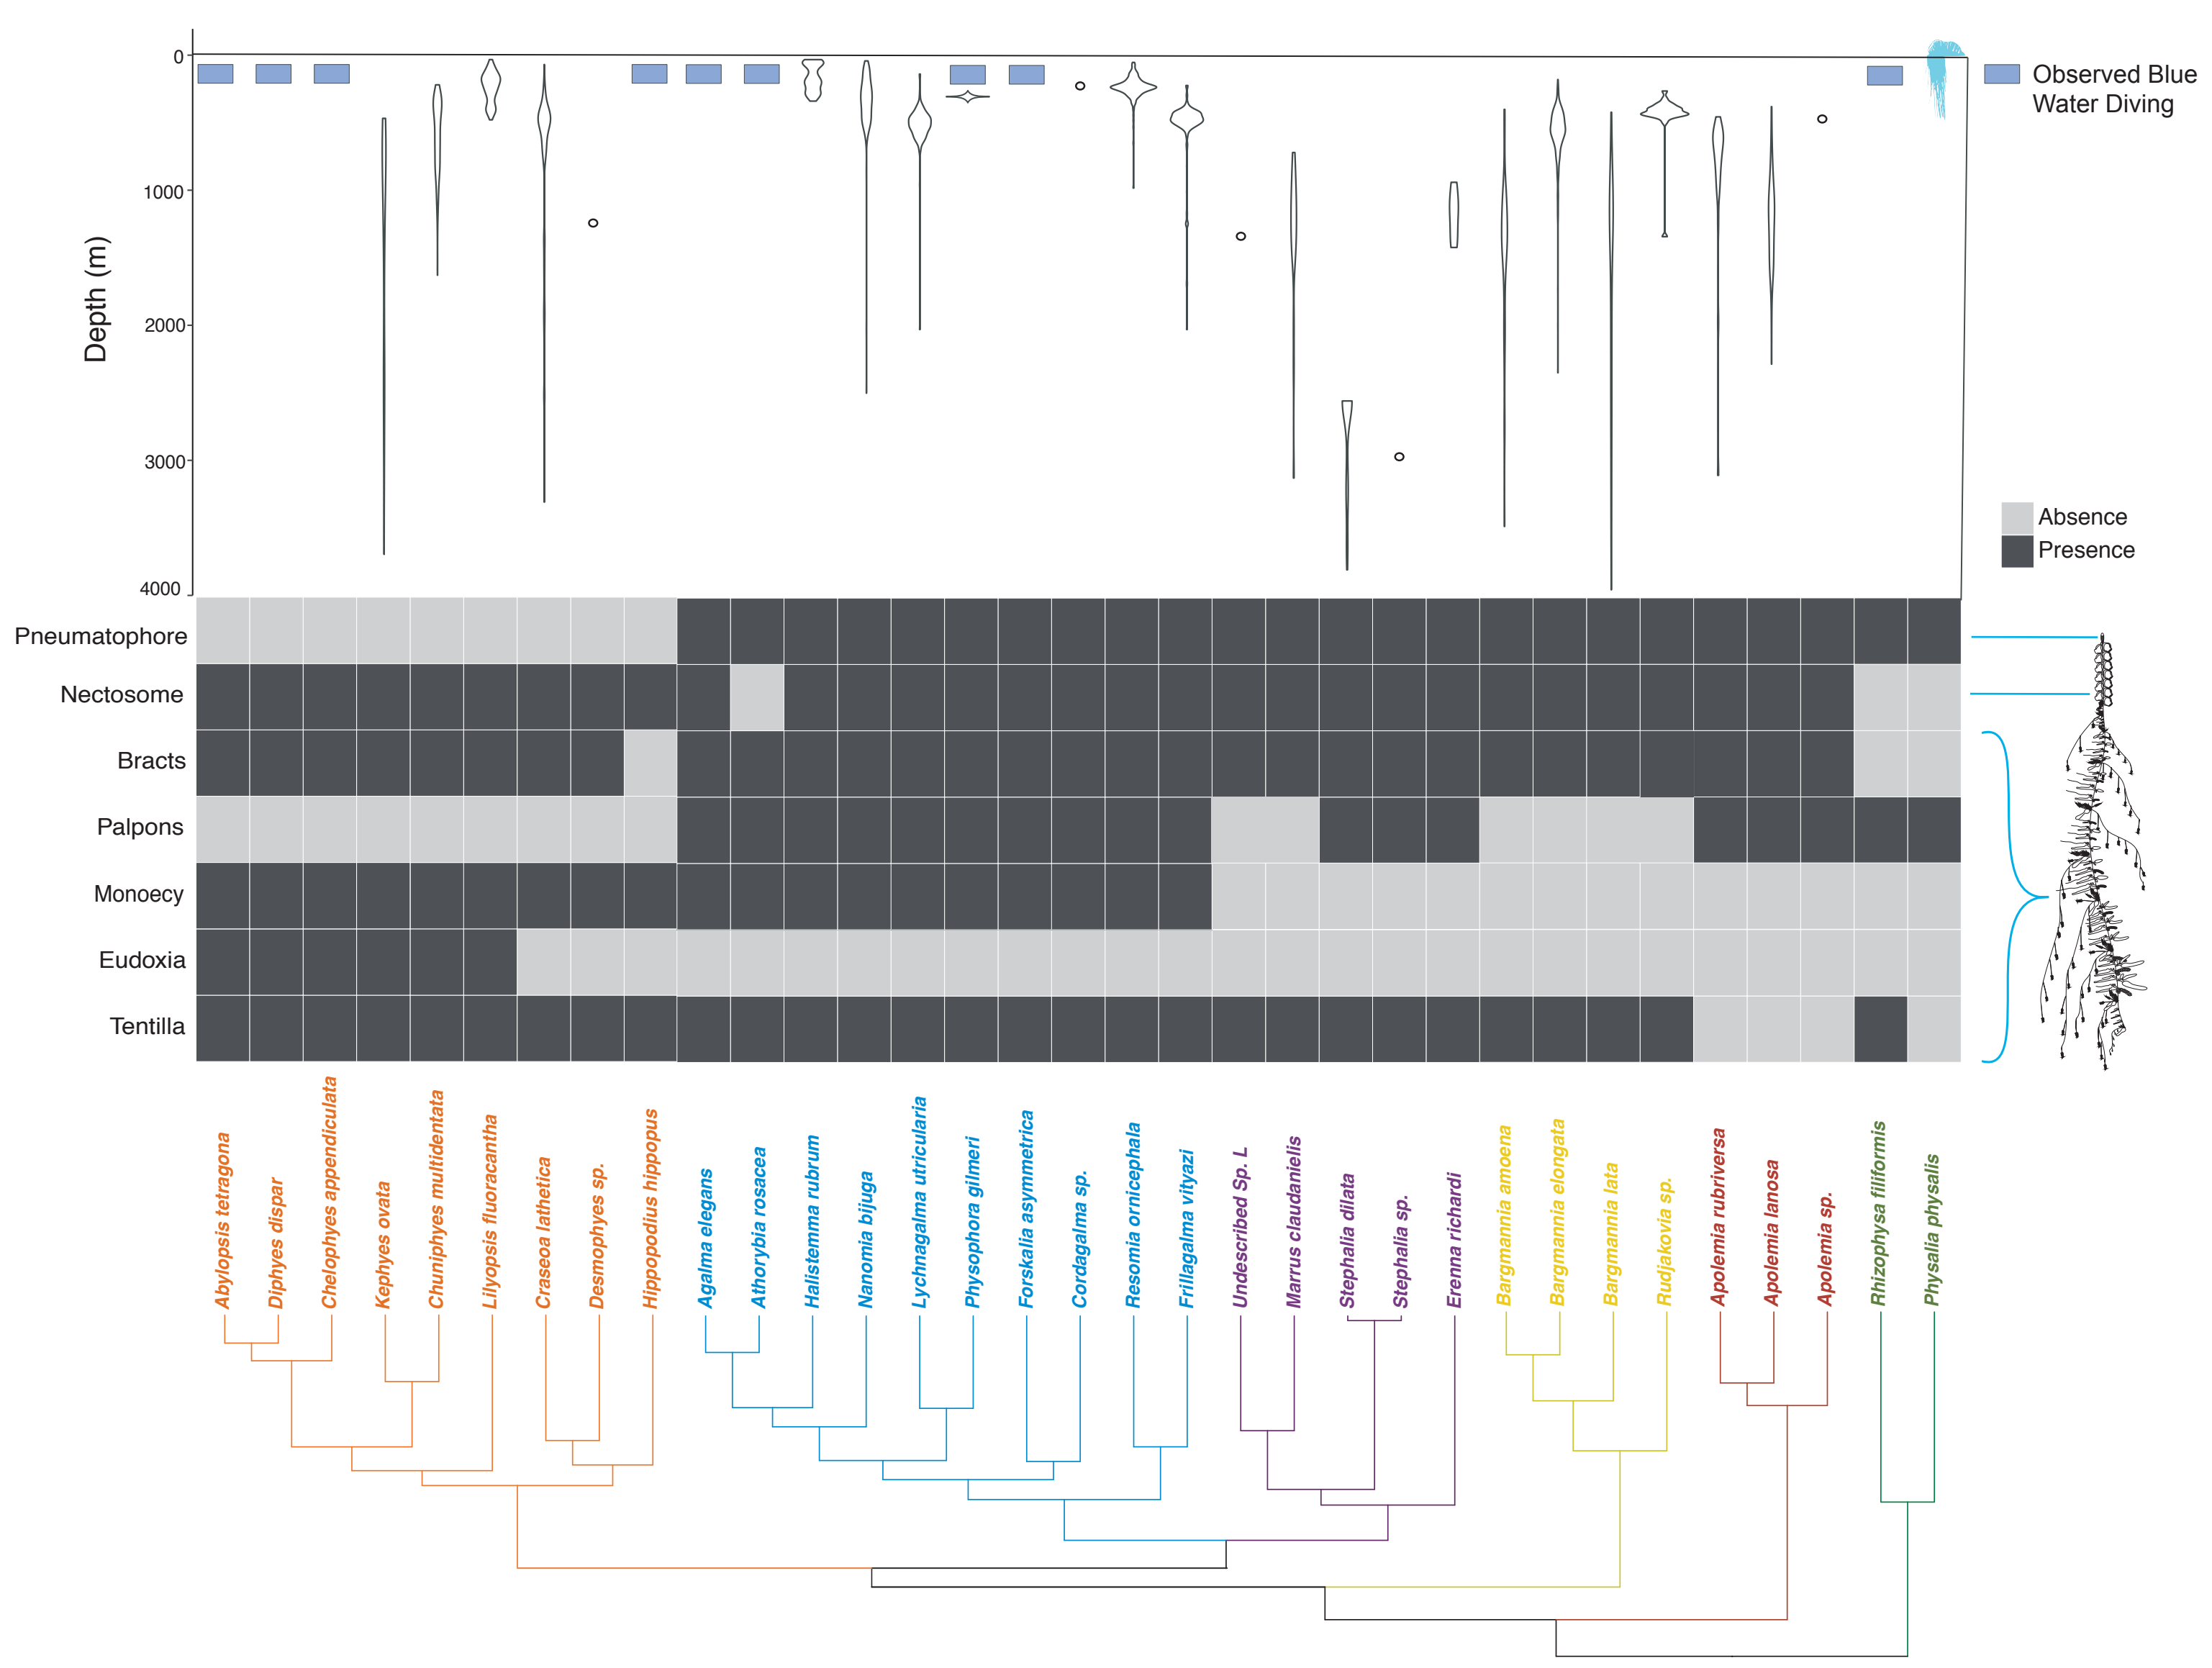 0
Observed Blue
Water Diving
1000
Depth (m)
2000
3000
Absence
Presence
4000
Pneumatophore
Nectosome
Bracts
Palpons
Monoecy
Eudoxia
Tentilla
Abylopsis tetragona
Diphyes dispar
Chelophyes appendiculata
Kephyes ovata
Chuniphyes multidentata
Lilyopsis fluoracantha
Craseoa lathetica
Desmophyes sp.
Hippopodius hippopus
Agalma elegans
Athorybia rosacea
Halistemma rubrum
Nanomia bijuga
Lychnagalma utricularia
Physophora gilmeri
Forskalia asymmetrica
Cordagalma sp.
Resomia ornicephala
Frillagalma vityazi
Undescribed Sp. L
Marrus claudanielis
Stephalia dilata
Stephalia sp.
Erenna richardi
Bargmannia amoena
Bargmannia elongata
Bargmannia lata
Rudjakovia sp.
Apolemia rubriversa
Apolemia lanosa
Apolemia sp.
Rhizophysa filiformis
Physalia physalis